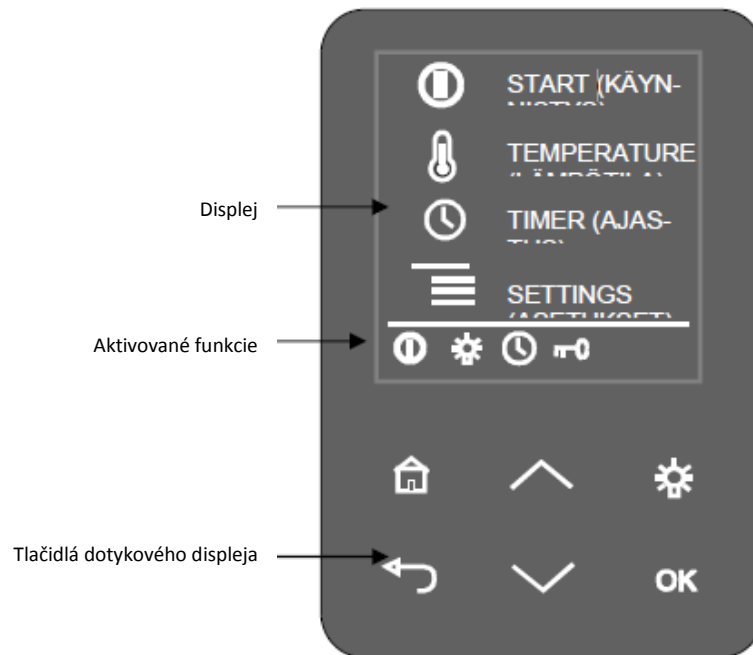 START (KÄYN-
TEMPERATURE
Displej
TIMER (AJAS-
SETTINGS
Aktivované funkcie
Tlačidlá dotykového displeja
OK